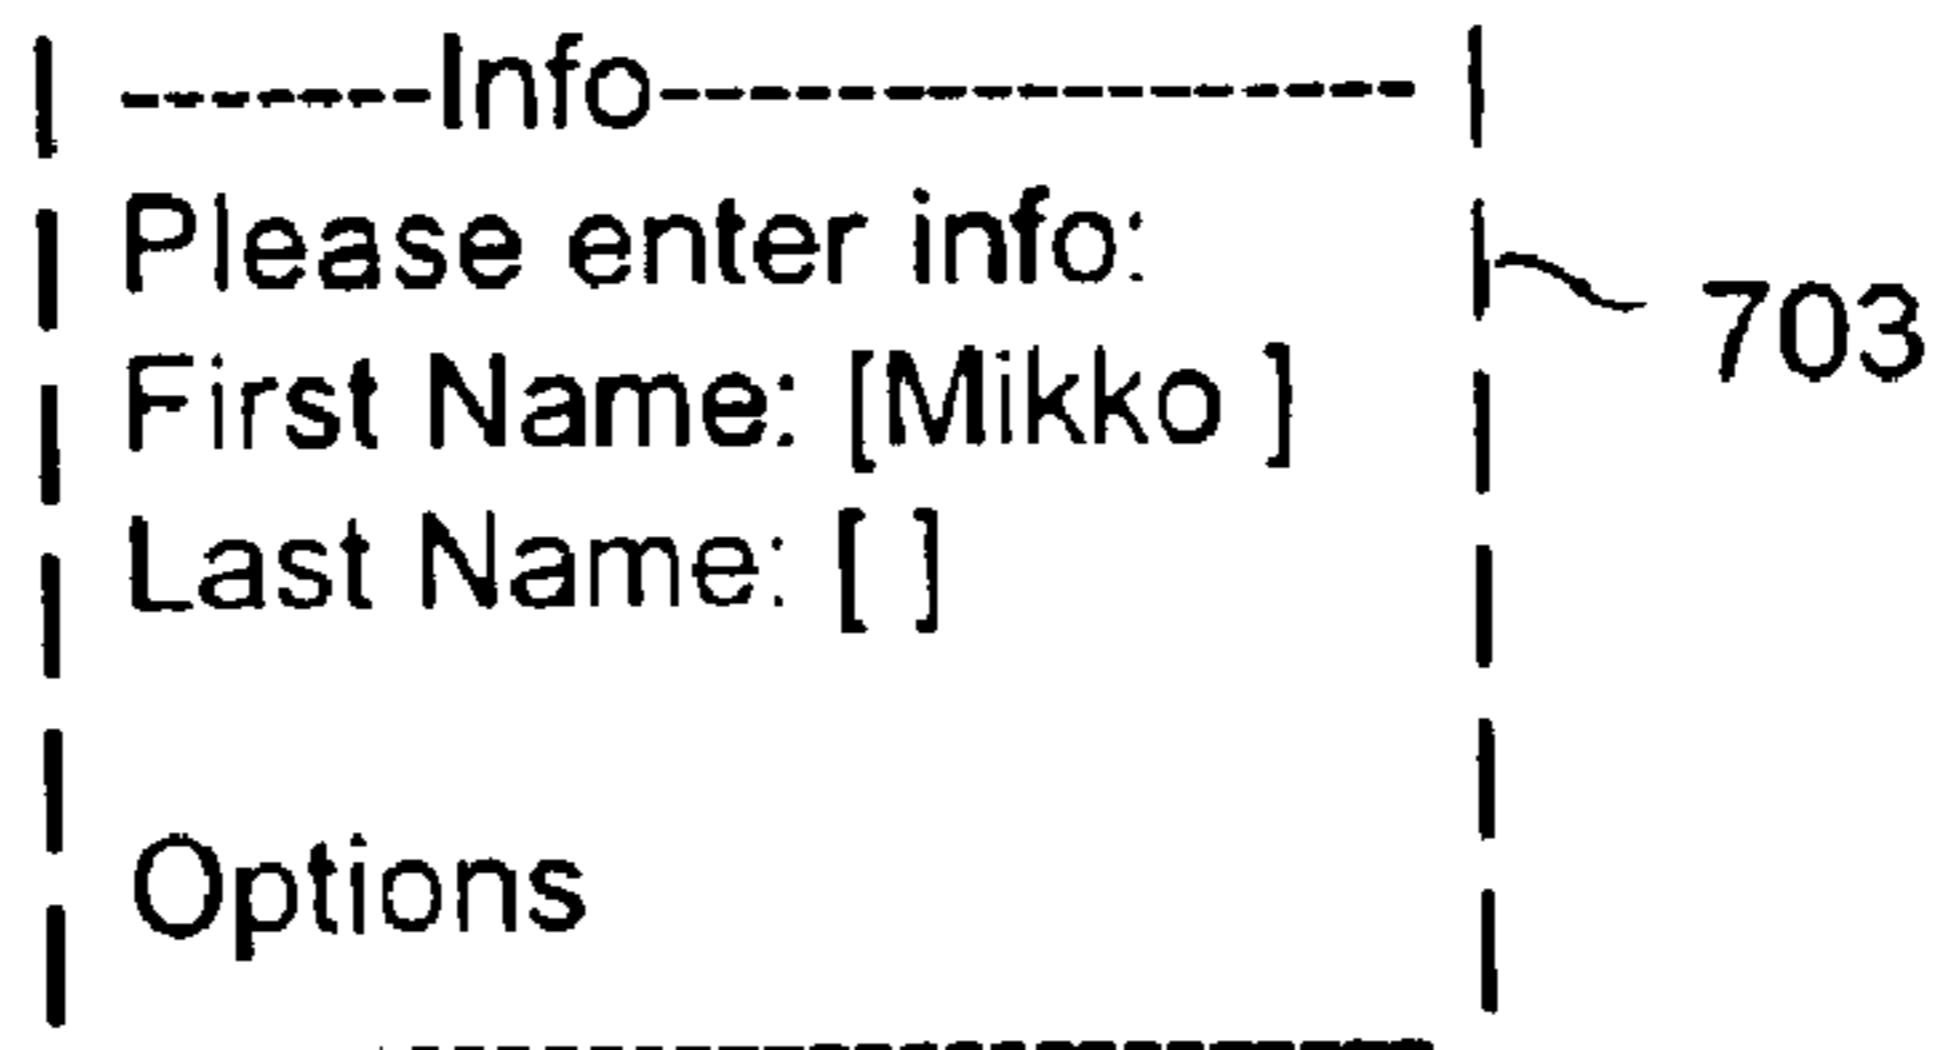 -------Info-----------------
Please enter info:
First Name: [Mikko ]
Last Name: [ ]
Options
703